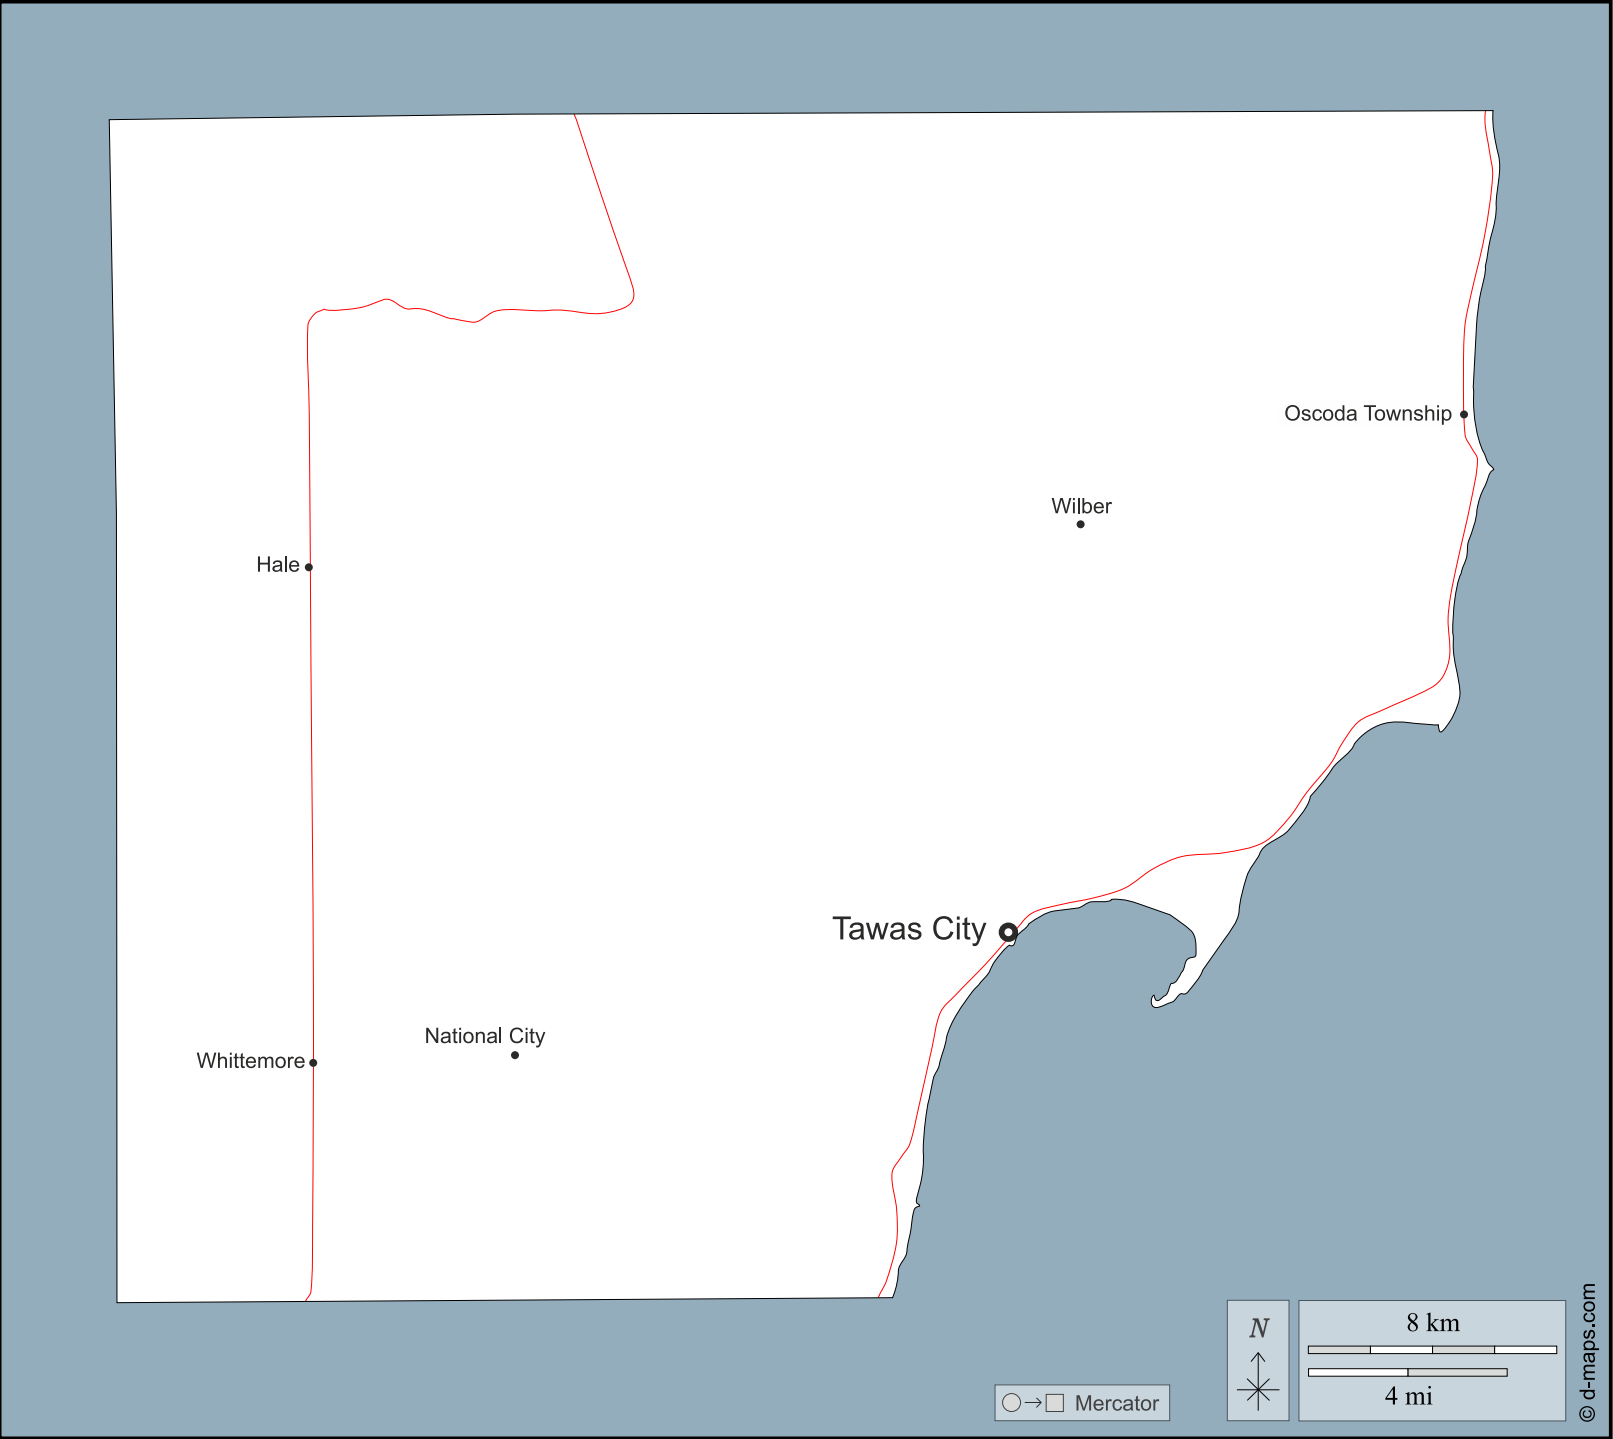 Oscoda Township
Wilber
Hale
Tawas City
National City
Whittemore
N
8 km
4 mi
Mercator
© d-maps.com